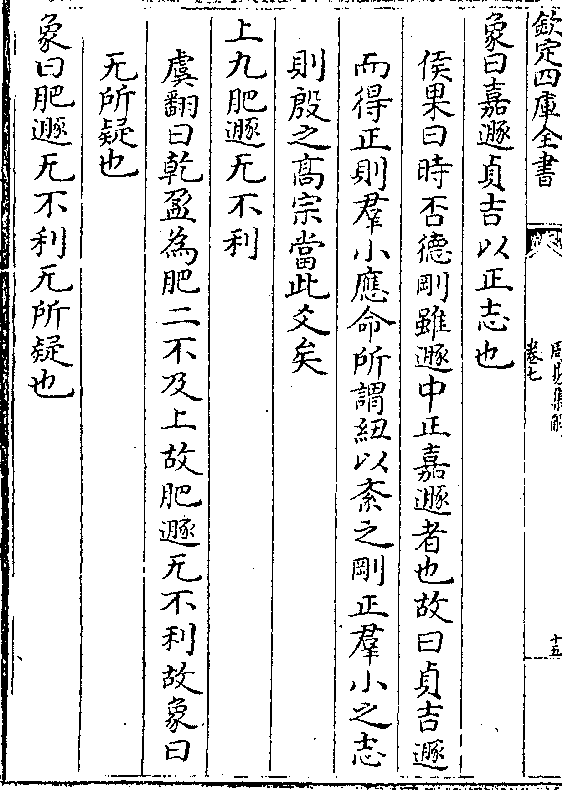 欽定四庫全書
周易集解
卷七
十五
象曰嘉遯貞吉以正志也
侯果曰時否德剛雖遯中正嘉遯者也故曰貞吉遯
而得正則羣小應命所謂紐以紊之剛正羣小之志
則殷之髙宗當此爻矣
上九肥遯无不利
虞翻曰乾盈為肥二不及上故肥遯无不利故象曰
无所疑也
象曰肥遯无不利无所疑也